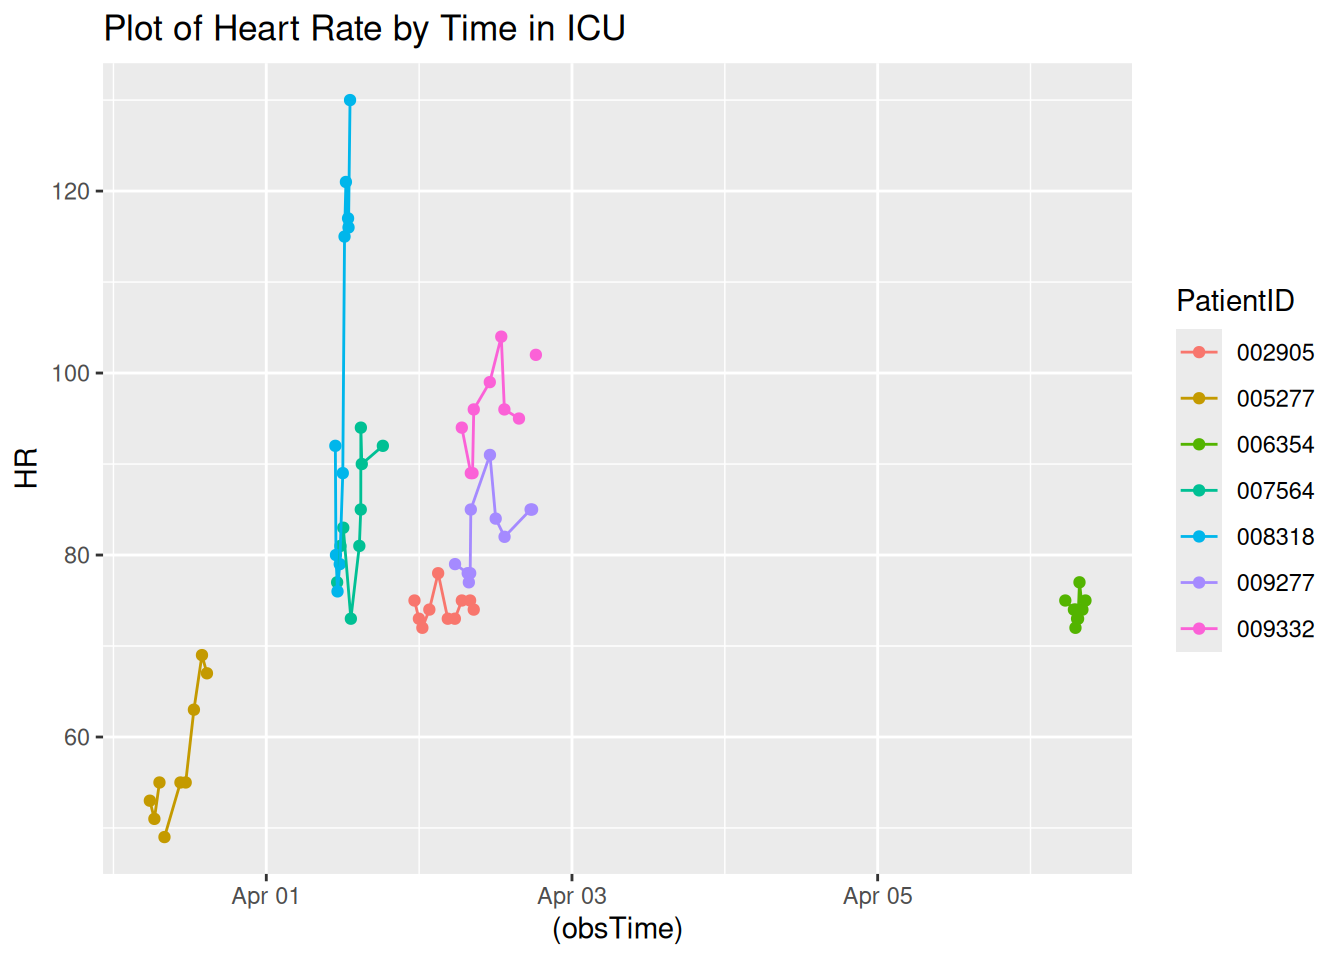 Plot of Heart Rate by Time in ICU
120
100
80
60
HR
Apr 01
Apr 03
Apr 05
(obsTime)
PatientID
002905
005277
006354
007564
008318
009277
009332